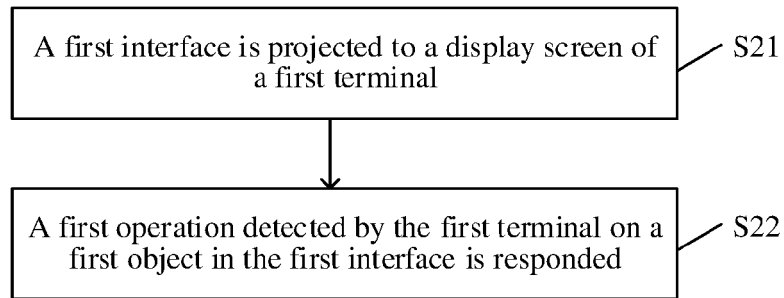 A first interface is projected to a display screen of
a first terminal
S21
A first operation detected by the first terminal on a
first object in the first interface is responded
S22